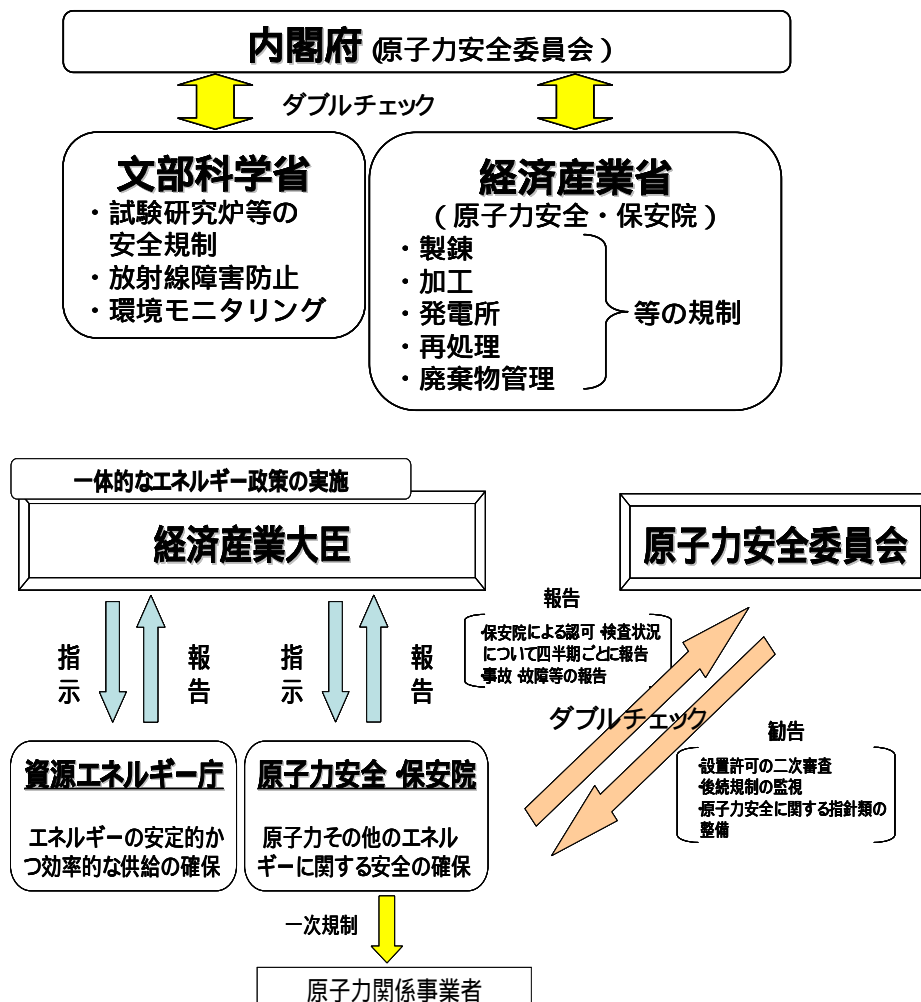 内閣府(原子力安全委員会)
ダブルチェック
文部科学省
・試験研究炉等の
安全規制
・放射線障害防止
・環境モニタリング
経済産業省
(原子力安全・保安院)
・製錬
・加工
・発電所
・再処理
・廃棄物管理
等の規制
一体的なエネルギー政策の実施
経済産業大臣
原子力安全委員会
指示
報告
指示
報告
報告
・保安院による認可・検査状況
について四半期ごとに報告
・事故・故障等の報告
ダブルチェック
勧告
・設置許可の二次審査
・後続規制の監視
・原子力安全に関する指針類の
整備
資源エネルギー庁
エネルギーの安定的か
つ効率的な供給の確保
原子力安全・保安院
原子力その他のエネル
ギーに関する安全の確保
一次規制
原子力関係事業者